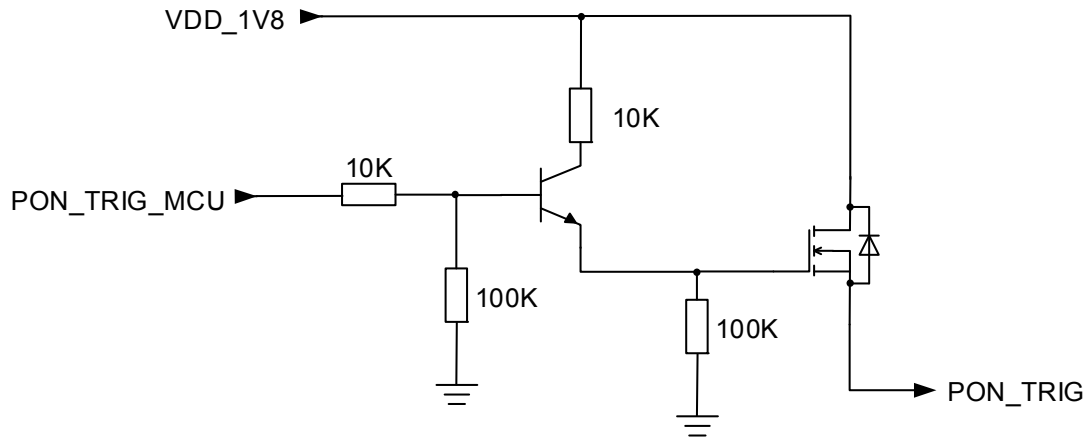 VDD_1V8
10K
10K
PON_TRIG_MCU
100K
100K
PON_TRIG